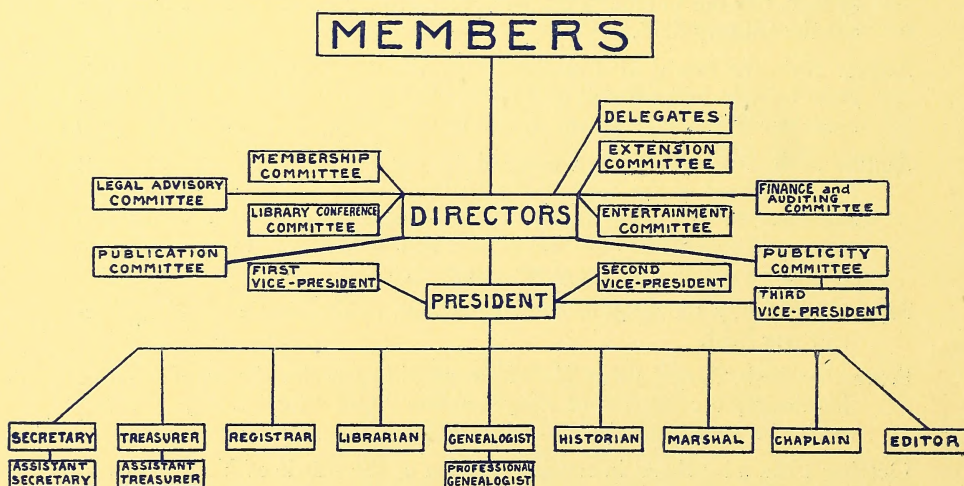 MEMBERS
DELEGATES
EXTENSION
COMMITTEE
MEMBERSHIP
COMMITTEE
LEGAL ADVISORY
COMMITTEE
FINANCE and
AUDITING
COMMITTEE
LIBRARY CONFERENCE
COMMITTEE
DIRECTORS
ENTERTAINMENT
COMMITTEE
PUBLICATION
COMMITTEE
PUBLICITY
COMMITTEE
FIRST
VICE-PRESIDENT
SECOND
VICE-PRESIDENT
PRESIDENT
THIRD
VICE-PRESIDENT
SECRETARY
TREASURER
REGISTRAR
LIBRARIAN
GENEALOGIST
HISTORIAN
MARSHAL
CHAPLAIN
EDITOR
ASSISTANT
SECRETARY
ASSISTANT
TREASURER
PROFESSIONAL
GENEALOGIST